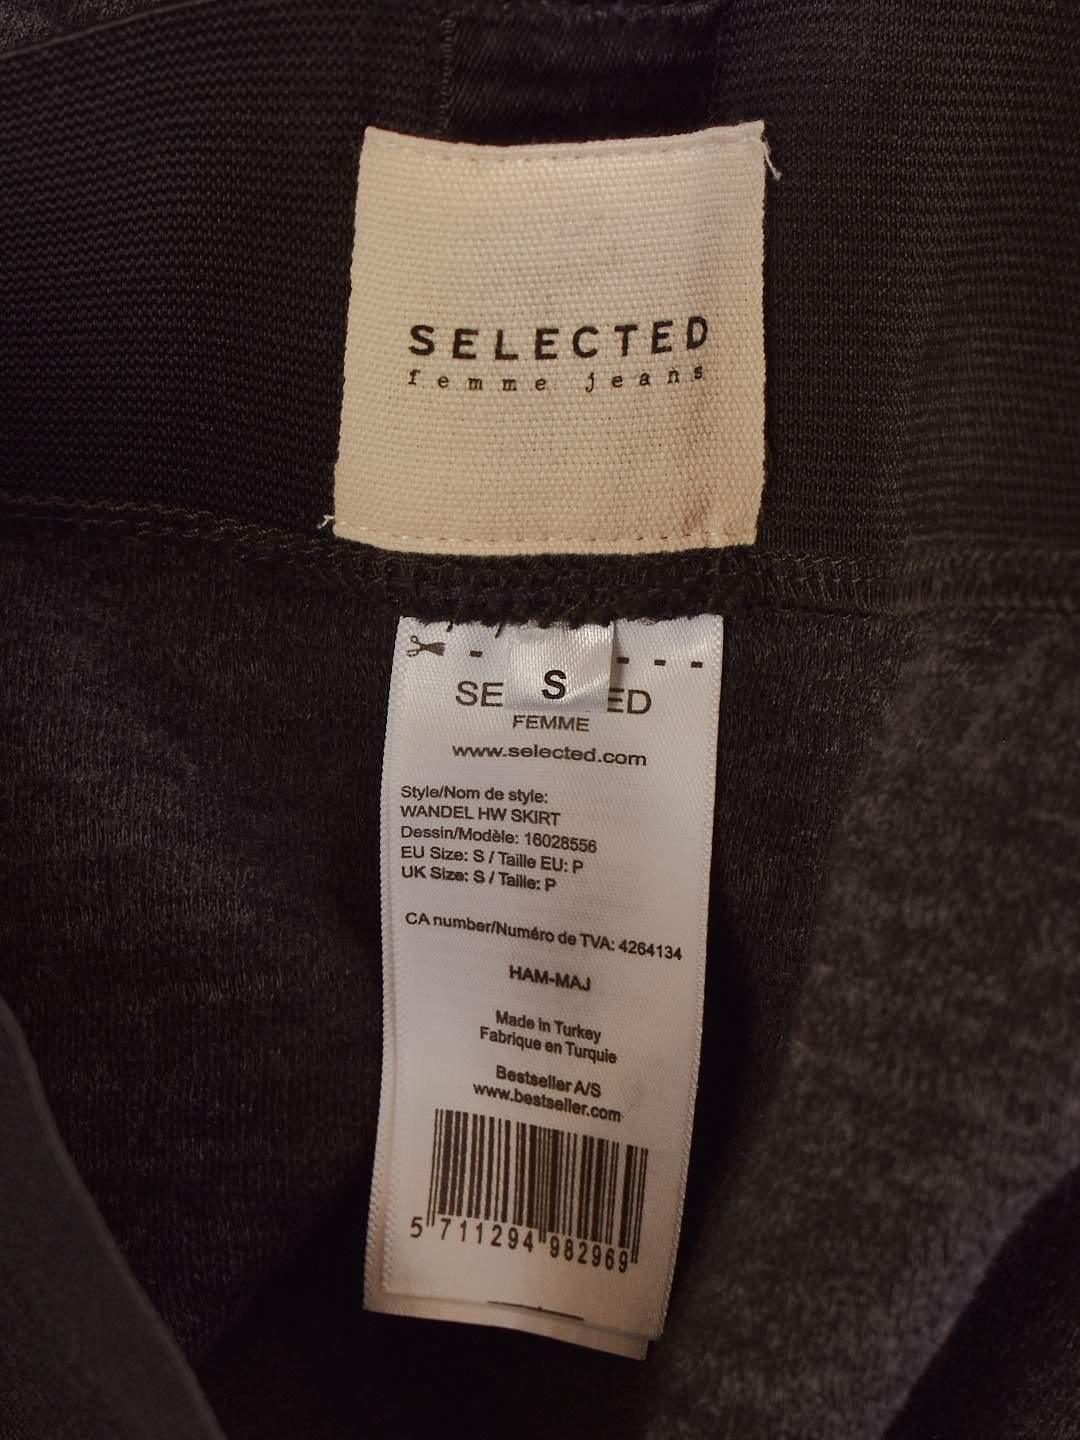 SELECTED
femme jeans
S
SE ED
FEMME
www.selected.com
Style/Nom de style:
WANDEL HW SKIRT
Dessin/Modèle: 16028556
EU Size: S / Taille EU: P
UK Size: S / Taille: P
CA number/Numéro de TVA: 4264134
HAM-MAJ
Made in Turkey
Fabrique en Turquie
Bestseller A/S
www.bestseller.com
5 711294 982969